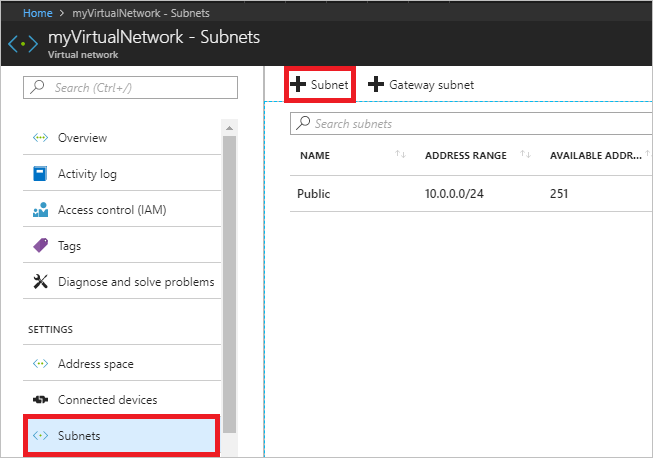 Home > myVirtualNetwork - Subnets
myVirtualNetwork - Subnets
Virtual network
Search (Ctrl+/)
Overview
Activity log
Access control (IAM)
Tags
Diagnose and solve problems
SETTINGS
Address space
Connected devices
Subnets
+ Subnet + Gateway subnet
Search subnets
NAME ADDRESS RANGE AVAILABLE ADDR...
Public 10.0.0.0/24 251